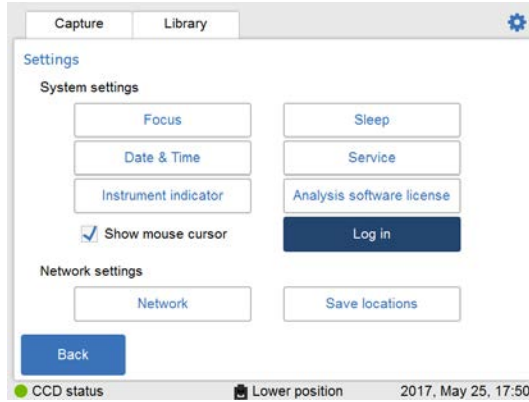 Capture Library
Settings
System settings
Focus Sleep
Date & Time Service
Instrument indicator Analysis software license
Show mouse cursor Log in
Network settings
Network Save locations
Back
CCD status Lower position 2017, May 25, 17:50